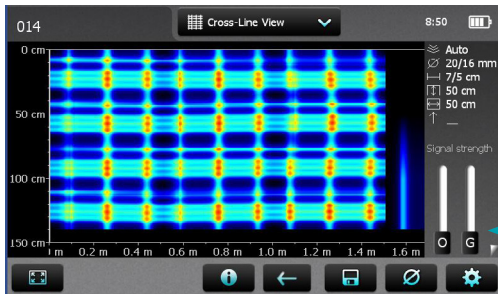 014
Cross-Line View
8:50
0 cm
50 cm
100 cm
150 cm
m 0.2 m 0.4 m 0.6 m 0.8 m 1.0 m 1.2 m 1.4 m 1.6 m
Auto
20/16 mm
7/5 cm
50 cm
50 cm
Signal strength
O G